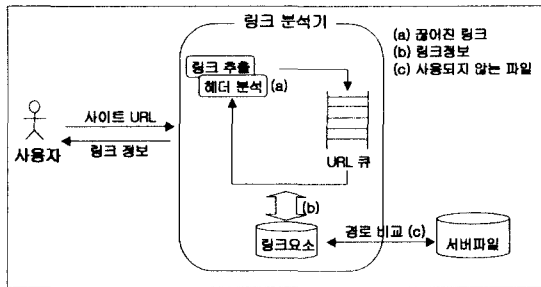 링크 분석기
(a) 끊어진 링크
(b) 링크정보
(c) 사용되지 않는 파일
링크 추출
헤더 분석 (a)
사이트 URL
링크 정보
사용자
URL 큐
(b)
링크요소
경로 비교 (c)
서버파일